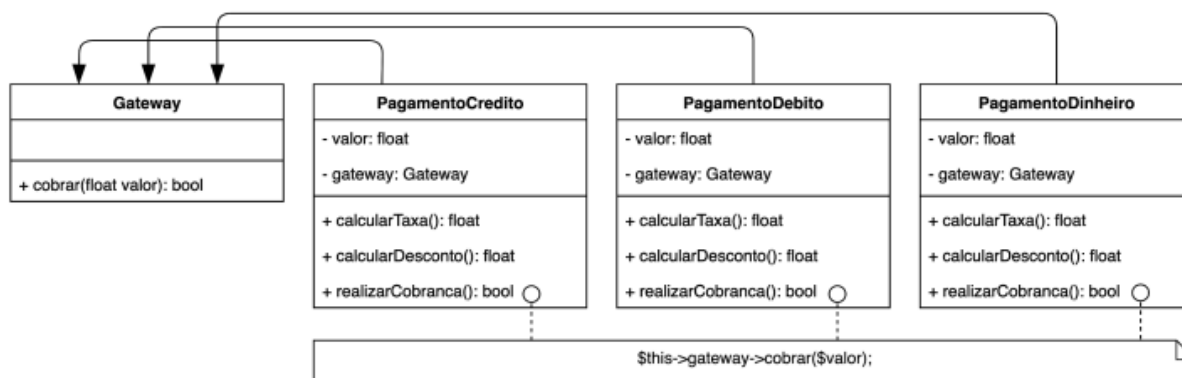 Gateway
+ cobrar(float valor): bool
PagamentoCredito
- valor: float
- gateway: Gateway
+ calcularTaxa(): float
+ calcularDesconto(): float
+ realizarCobranca(): bool
PagamentoDebito
- valor: float
- gateway: Gateway
+ calcularTaxa(): float
+ calcularDesconto(): float
+ realizarCobranca(): bool
PagamentoDinheiro
- valor: float
- gateway: Gateway
+ calcularTaxa(): float
+ calcularDesconto(): float
+ realizarCobranca(): bool
$this->gateway->cobrar($valor);